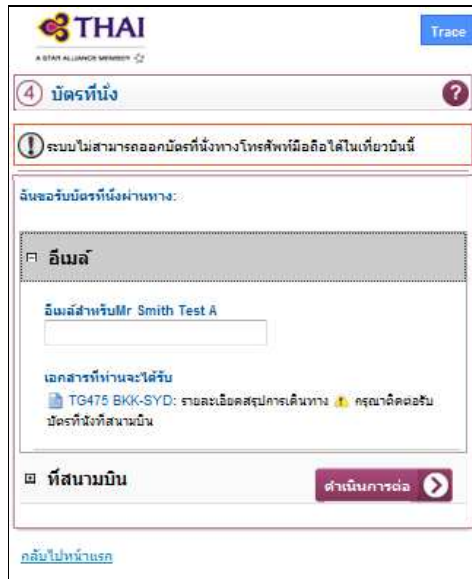 THAI
Trace
A STAR ALLIANCE MEMBER
4 บัตรที่นั่ง ?
ระบบไม่สามารถออกบัตรที่นั่งทางโทรศัพท์มือถือได้ในเที่ยวบินนี้
ฉันขอรับบัตรที่นั่งผ่านทาง:
อีเมล์
อีเมล์สำหรับMr Smith Test A
เอกสารที่ท่านจะได้รับ
TG475 BKK-SYD: รายละเอียดสรุปการเดินทาง กรุณาติดต่อรับ
บัตรที่นั่งที่สนามบิน
ที่สนามบิน
ดำเนินการต่อ
กลับไปหน้าแรก